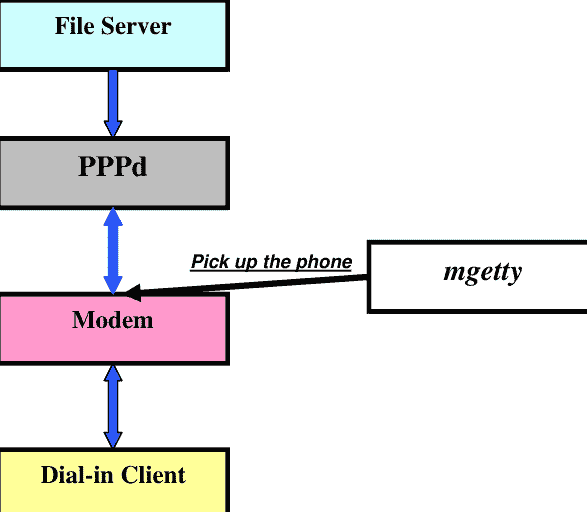 File Server
PPPd
Pick up the phone
mgetty
Modem
Dial-in Client